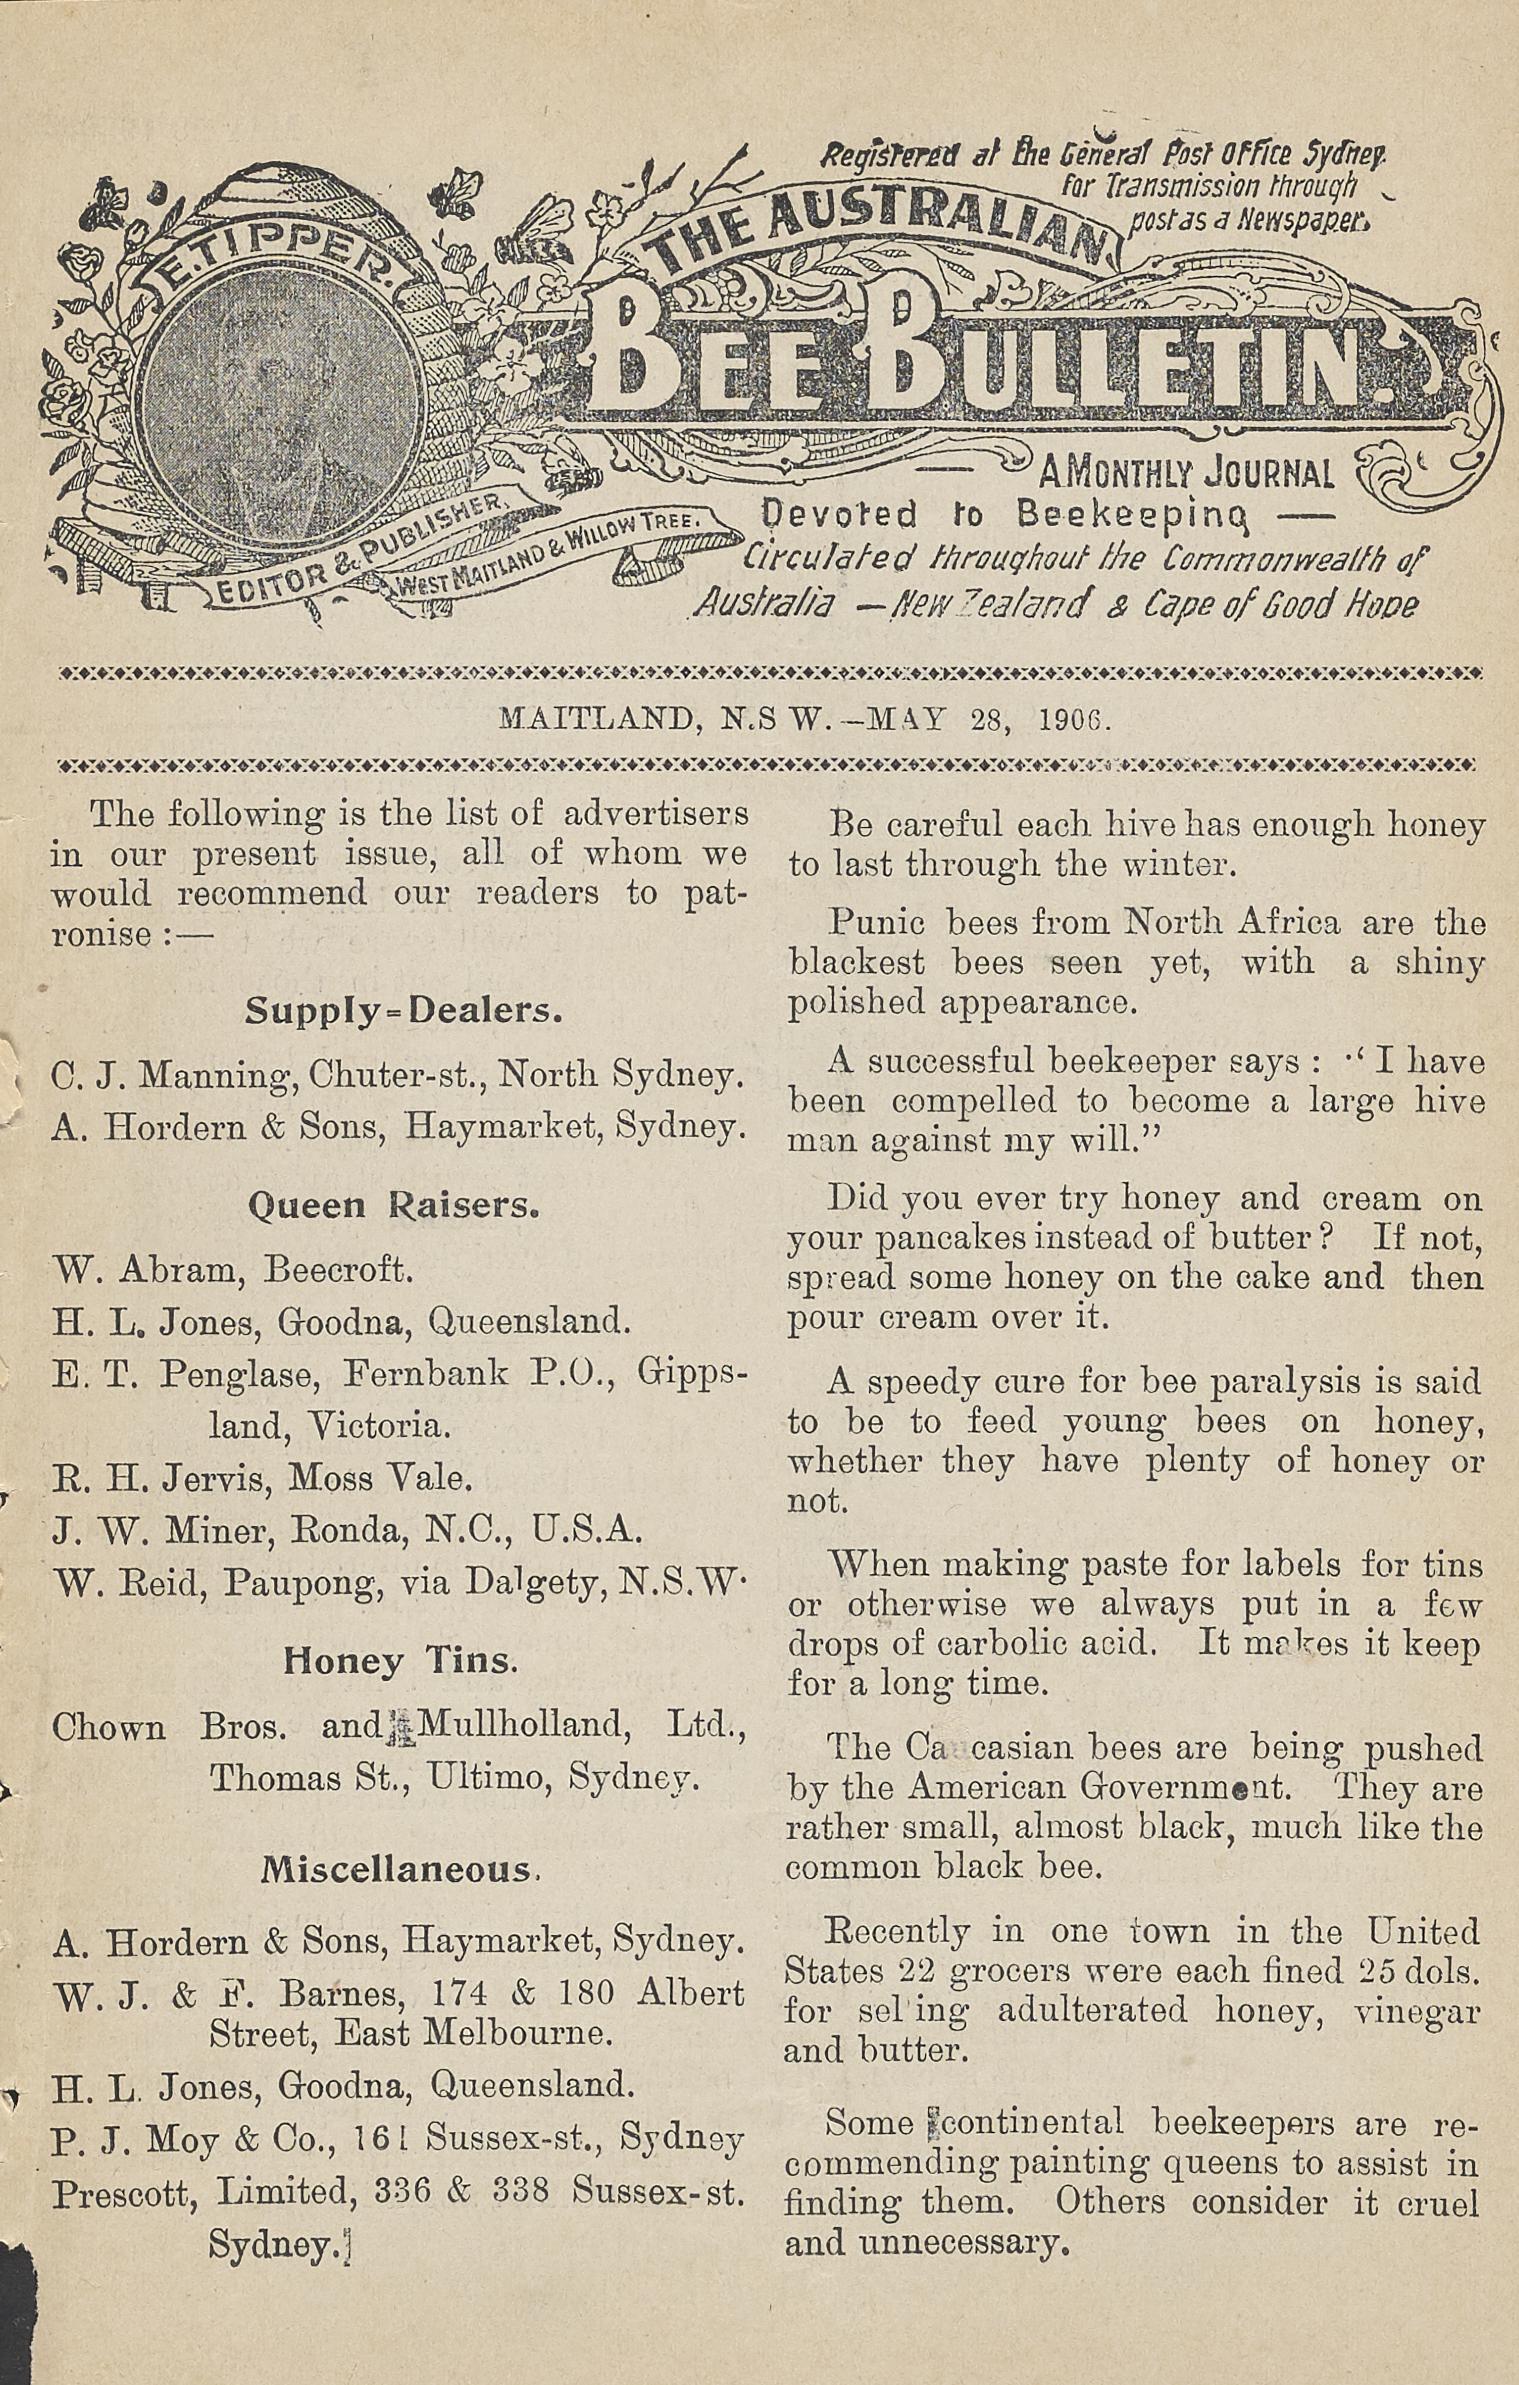 Registered at the General Post Office Sydney.
for Transmission through
post as a Newspaper.
E. TIPPER.
THE AUSTRALIAN
BEE BULLETIN.
A MONTHLY JOURNAL
Devoted to Beekeeping —
EDITOR & PUBLISHER,
WEST MAITLAND & WILLOW TREE.
Circulated throughout the Commonwealth of
Australia — New Zealand & Cape of Good Hope
MAITLAND, N.S W.—MAY 28, 1906.
The following is the list of advertisers
in our present issue, all of whom we
would recommend our readers to pat-
ronise :—
Supply=Dealers.
C. J. Manning, Chuter-st., North Sydney.
A. Hordern & Sons, Haymarket, Sydney.
Queen Raisers.
W. Abram, Beecroft.
H. L. Jones, Goodna, Queensland.
E. T. Penglase, Fernbank P.O., Gipps-
land, Victoria.
R. H. Jervis, Moss Vale.
J. W. Miner, Ronda, N.C., U.S.A.
W. Reid, Paupong, via Dalgety, N.S.W.
Honey Tins.
Chown Bros. and Mullholland, Ltd.,
Thomas St., Ultimo, Sydney.
Miscellaneous.
A. Hordern & Sons, Haymarket, Sydney.
W. J. & F. Barnes, 174 & 180 Albert
Street, East Melbourne.
H. L. Jones, Goodna, Queensland.
P. J. Moy & Co., 161 Sussex-st., Sydney
Prescott, Limited, 336 & 338 Sussex-st.
Sydney.]
Be careful each hive has enough honey
to last through the winter.
Punic bees from North Africa are the
blackest bees seen yet, with a shiny
polished appearance.
A successful beekeeper says : “ I have
been compelled to become a large hive
man against my will.”
Did you ever try honey and cream on
your pancakes instead of butter ? If not,
spread some honey on the cake and then
pour cream over it.
A speedy cure for bee paralysis is said
to be to feed young bees on honey,
whether they have plenty of honey or
not.
When making paste for labels for tins
or otherwise we always put in a few
drops of carbolic acid. It makes it keep
for a long time.
The Ca casian bees are being pushed
by the American Government. They are
rather small, almost black, much like the
common black bee.
Recently in one town in the United
States 22 grocers were each fined 25 dols.
for sel'ing adulterated honey, vinegar
and butter.
Some continental beekeepers are re-
commending painting queens to assist in
finding them. Others consider it cruel
and unnecessary.